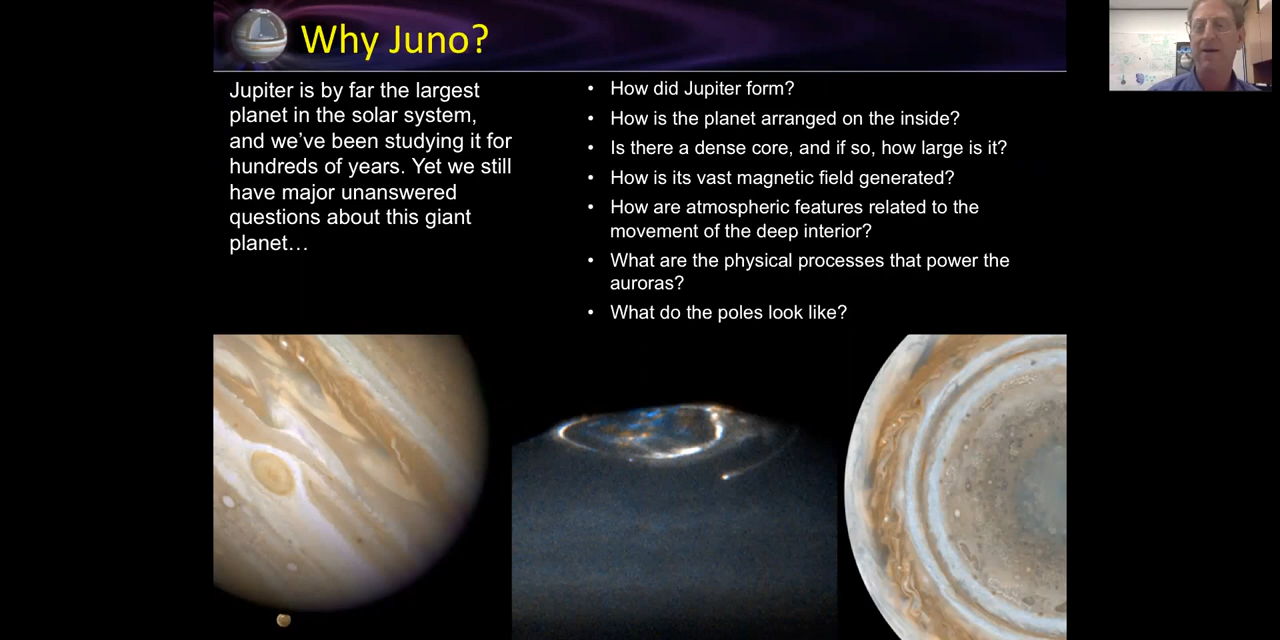 Why Juno?
Jupiter is by far the largest
planet in the solar system,
and we’ve been studying it for
hundreds of years. Yet we still
have major unanswered
questions about this giant
planet…
• How did Jupiter form?
• How is the planet arranged on the inside?
• Is there a dense core, and if so, how large is it?
• How is its vast magnetic field generated?
• How are atmospheric features related to the
movement of the deep interior?
• What are the physical processes that power the
auroras?
• What do the poles look like?